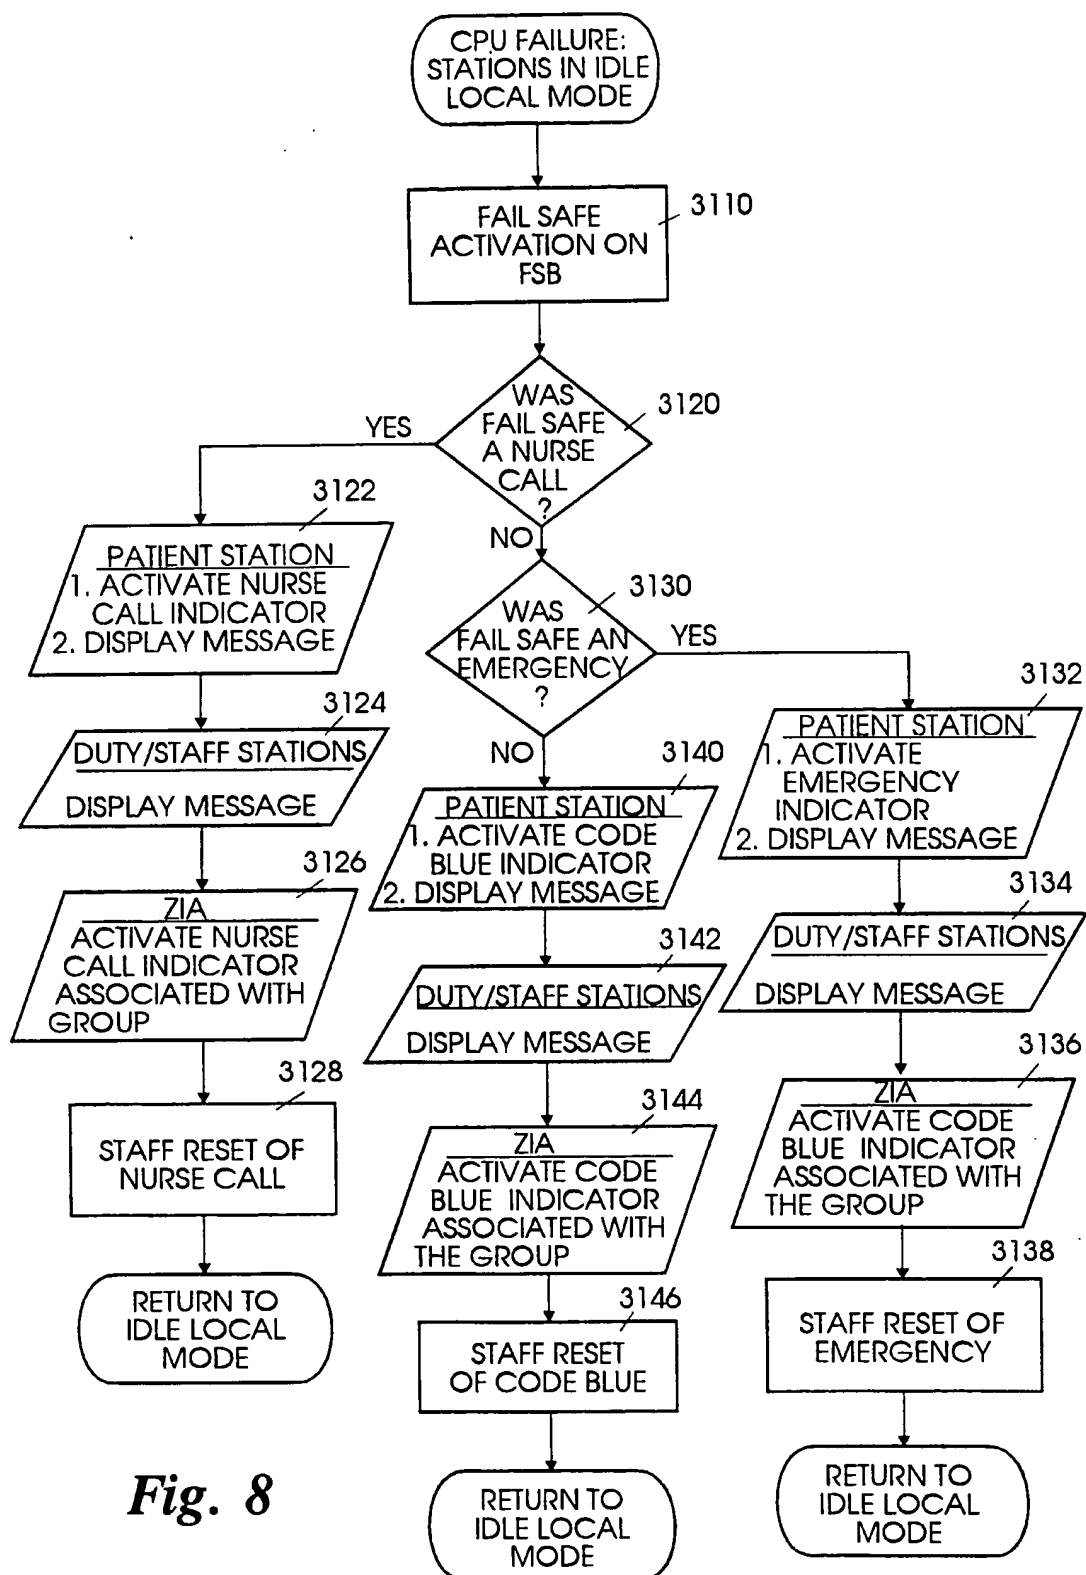 CPU FAILURE:
STATIONS IN IDLE
LOCAL MODE
3110
FAIL SAFE
ACTIVATION ON
FSB
WAS
FAIL SAFE
A NURSE
CALL
?
3120
YES
NO
3122
PATIENT STATION
1. ACTIVATE NURSE
CALL INDICATOR
2. DISPLAY MESSAGE
3124
DUTY/STAFF STATIONS
DISPLAY MESSAGE
3126
ZIA
ACTIVATE NURSE
CALL INDICATOR
ASSOCIATED WITH
GROUP
3128
STAFF RESET OF
NURSE CALL
RETURN TO
IDLE LOCAL
MODE
WAS
FAIL SAFE AN
EMERGENCY
?
3130
YES
NO
3140
PATIENT STATION
1. ACTIVATE CODE
BLUE INDICATOR
2. DISPLAY MESSAGE
3142
DUTY/STAFF STATIONS
DISPLAY MESSAGE
3144
ZIA
ACTIVATE CODE
BLUE INDICATOR
ASSOCIATED WITH
THE GROUP
3146
STAFF RESET
OF CODE BLUE
RETURN TO
IDLE LOCAL
MODE
3132
PATIENT STATION
1. ACTIVATE
EMERGENCY
INDICATOR
2. DISPLAY MESSAGE
3134
DUTY/STAFF STATIONS
DISPLAY MESSAGE
3136
ZIA
ACTIVATE CODE
BLUE INDICATOR
ASSOCIATED WITH
THE GROUP
3138
STAFF RESET OF
EMERGENCY
RETURN TO
IDLE LOCAL
MODE
Fig. 8